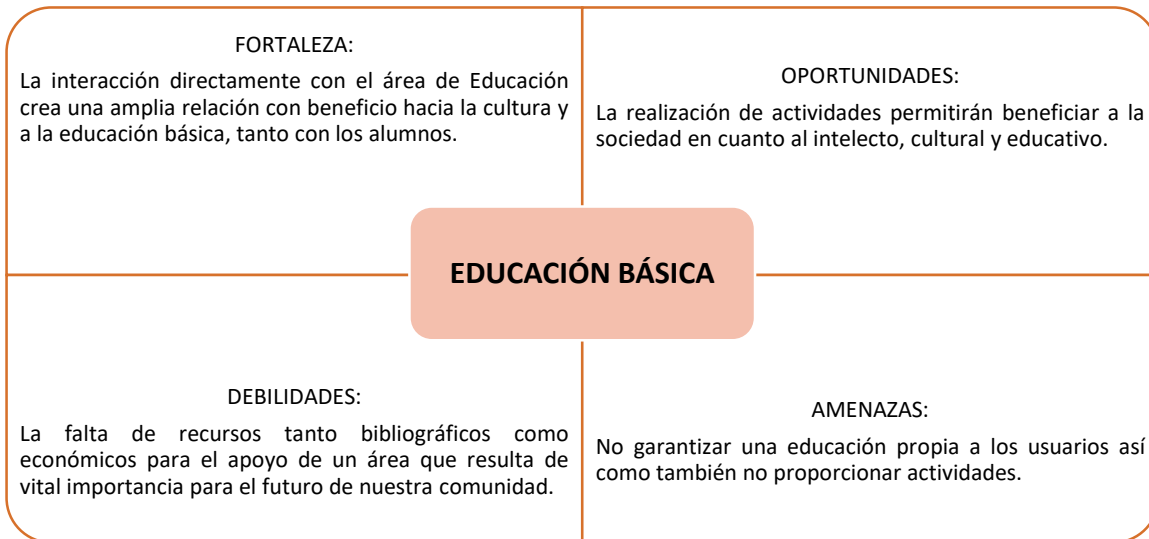 FORTALEZA:
La interacción directamente con el área de Educación
crea una amplia relación con beneficio hacia la cultura y
a la educación básica, tanto con los alumnos.
OPORTUNIDADES:
La realización de actividades permitirán beneficiar a la
sociedad en cuanto al intelecto, cultural y educativo.
EDUCACIÓN BÁSICA
DEBILIDADES:
La falta de recursos tanto bibliográficos como
económicos para el apoyo de un área que resulta de
vital importancia para el futuro de nuestra comunidad.
AMENAZAS:
No garantizar una educación propia a los usuarios así
como también no proporcionar actividades.